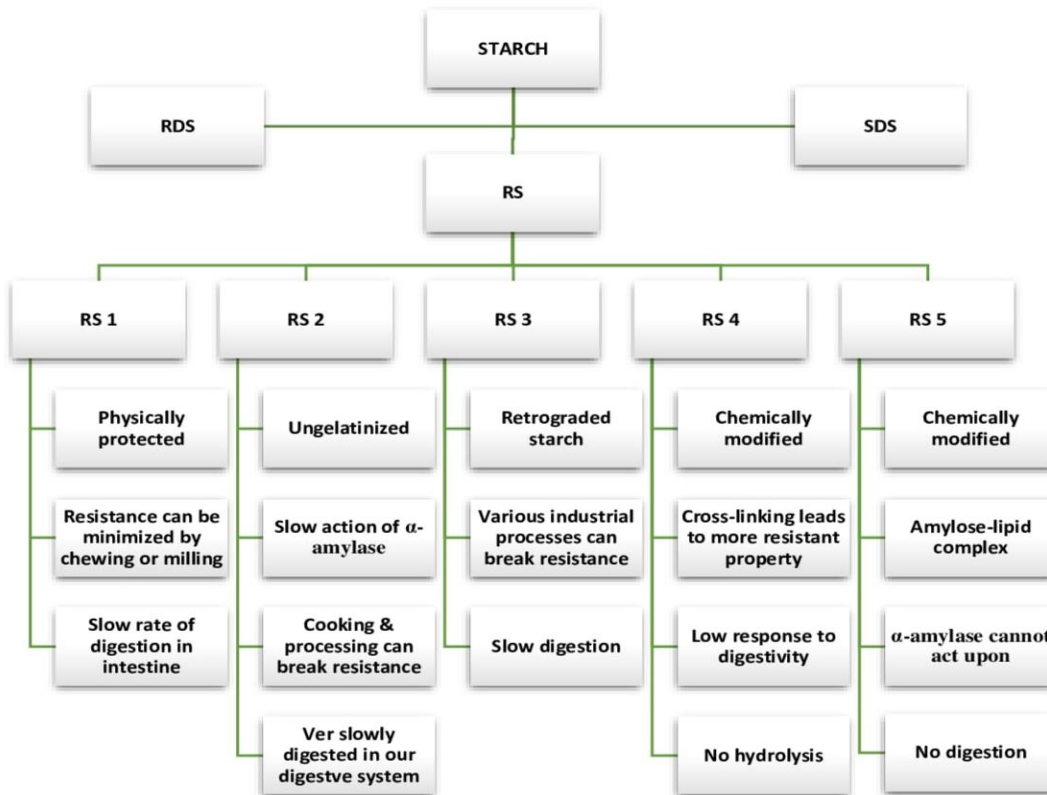 STARCH
RDS
SDS
RS
RS 1
RS 2
RS 3
RS 4
RS 5
Physically
protected
Resistance can be
minimized by
chewing or milling
Slow rate of
digestion in
intestine
Ungelatinized
Slow action of α-
amylase
Cooking &
processing can
break resistance
Ver slowly
digested in our
digestve system
Retrograded
starch
Various industrial
processes can
break resistance
Slow digestion
Chemically
modified
Cross-linking leads
to more resistant
property
Low response to
digestivity
No hydrolysis
Chemically
modified
Amylose-lipid
complex
α-amylase cannot
act upon
No digestion